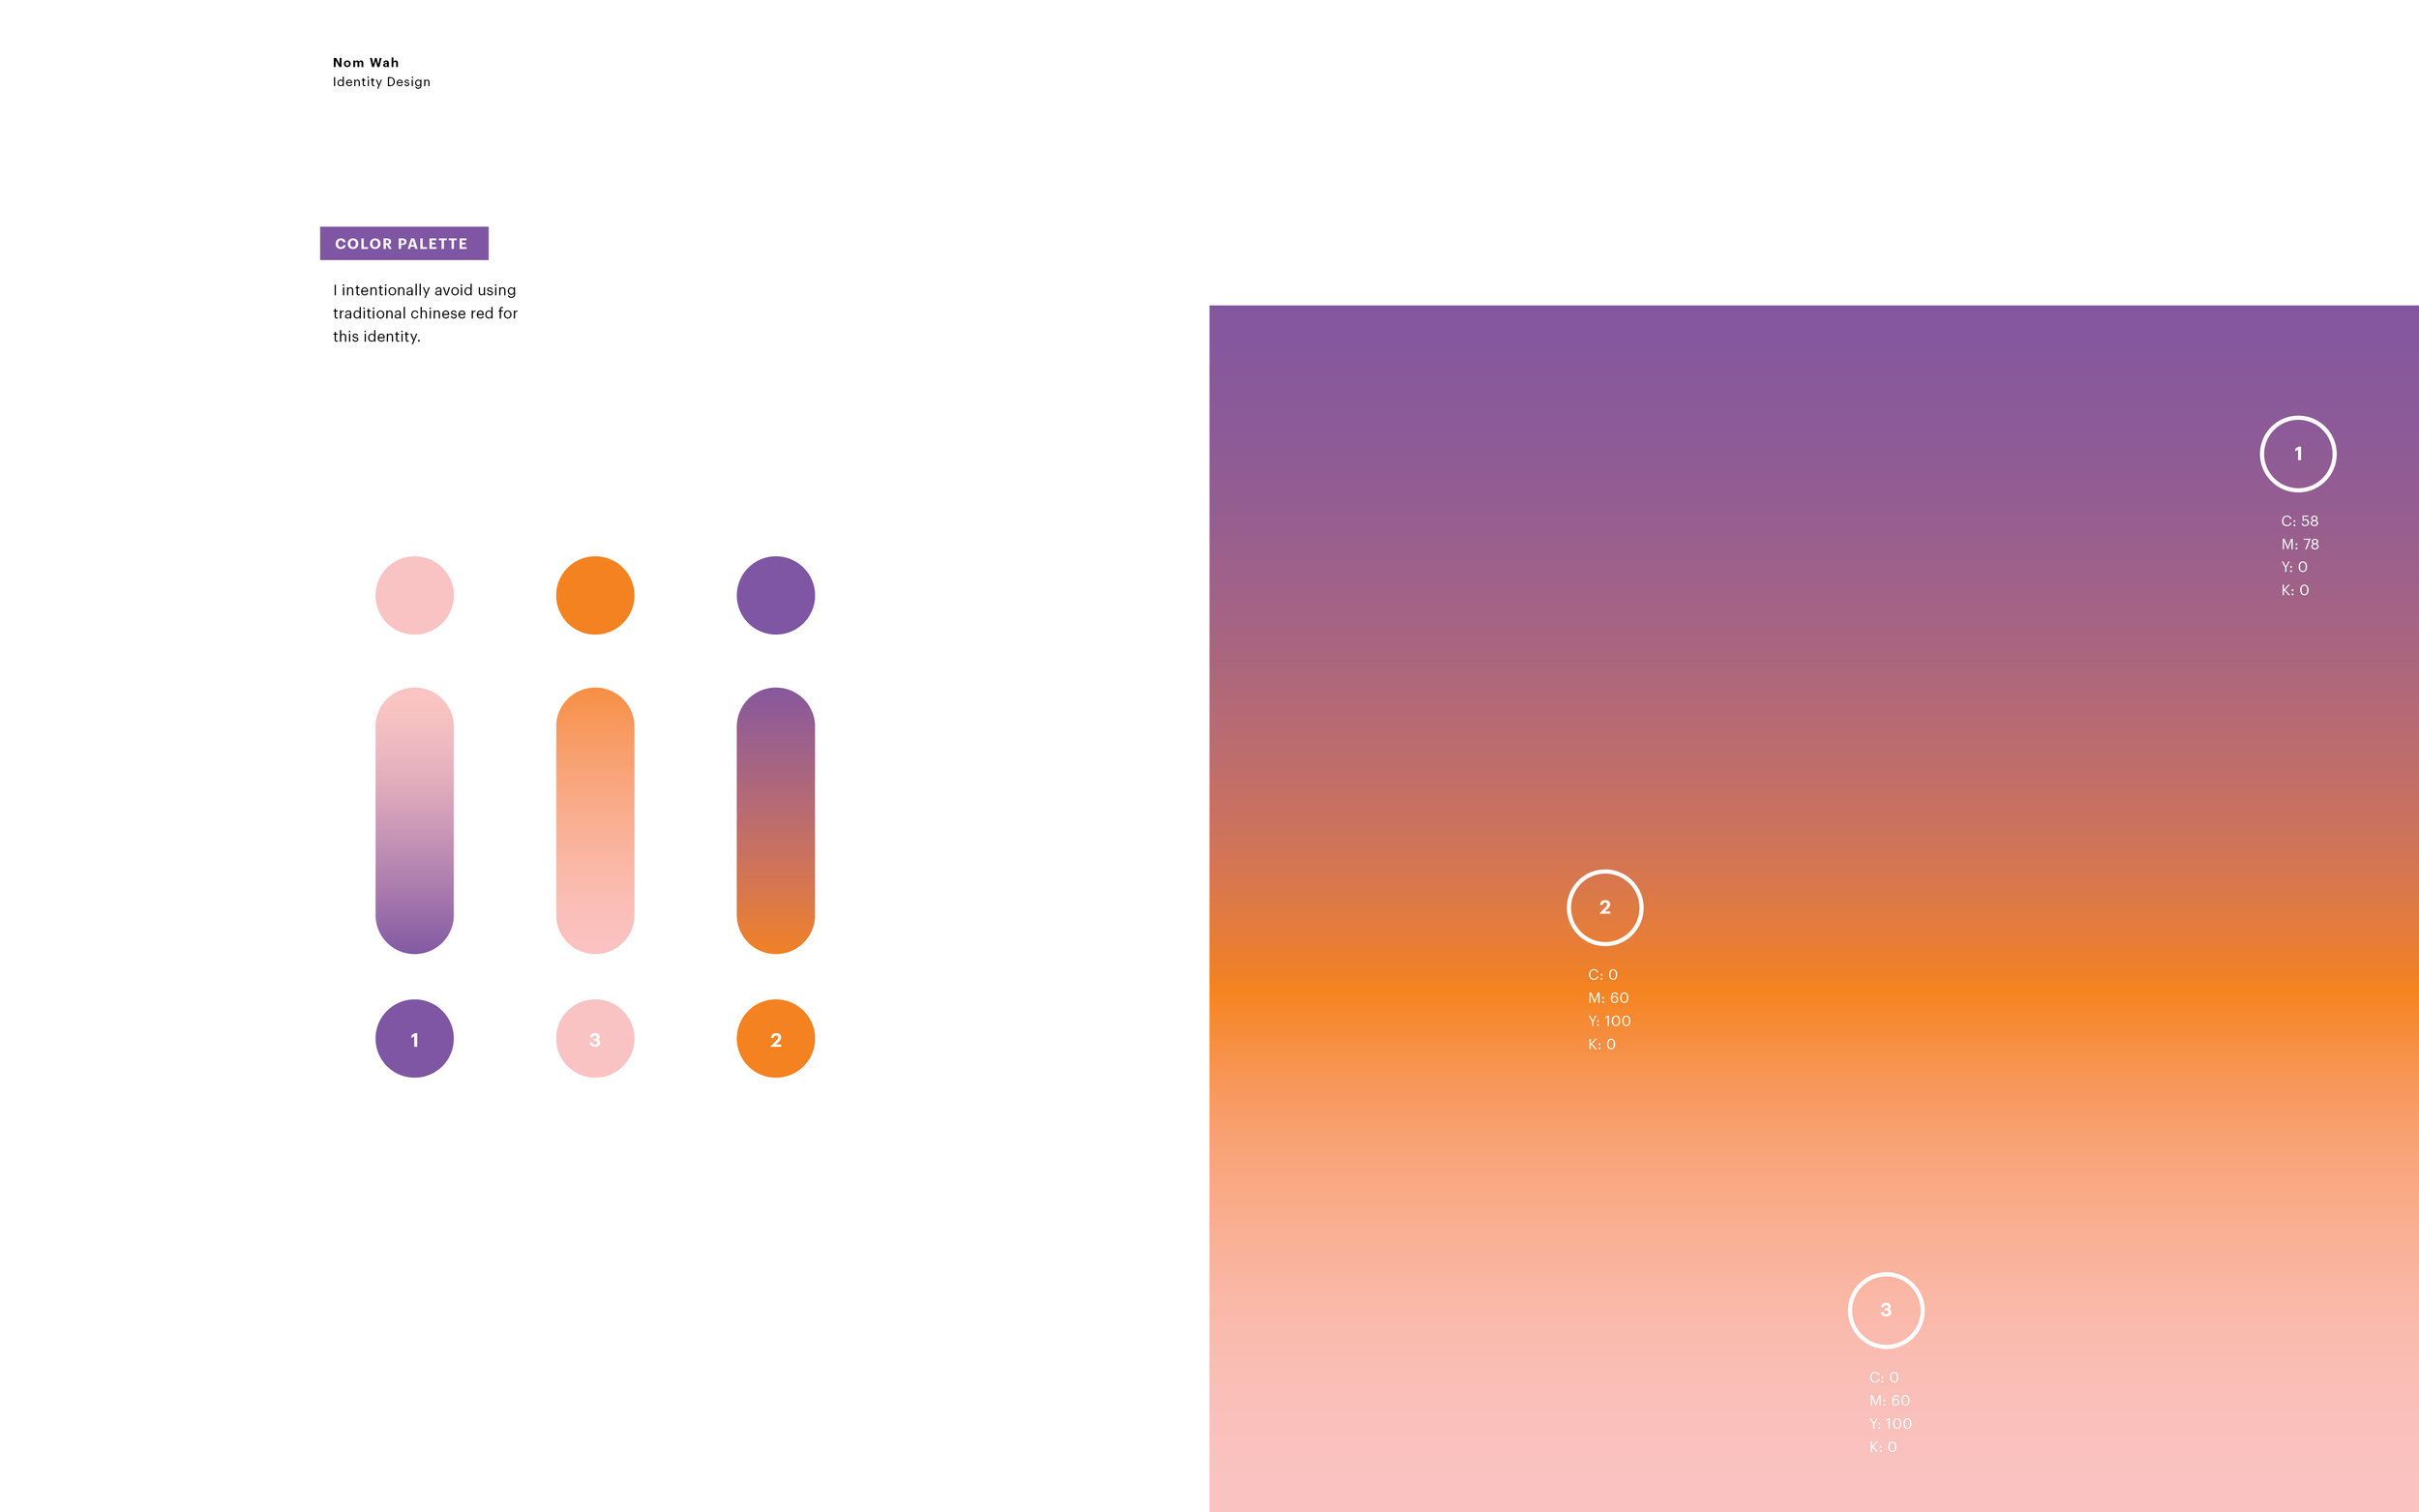 Nom Wah
Identity Design
COLOR PALETTE
I intentionally avoid using
traditional chinese red for
this identity.
1
3
2
1
C: 58
M: 78
Y: 0
K: 0
2
C: 0
M: 60
Y: 100
K: 0
3
C: 0
M: 60
Y: 100
K: 0